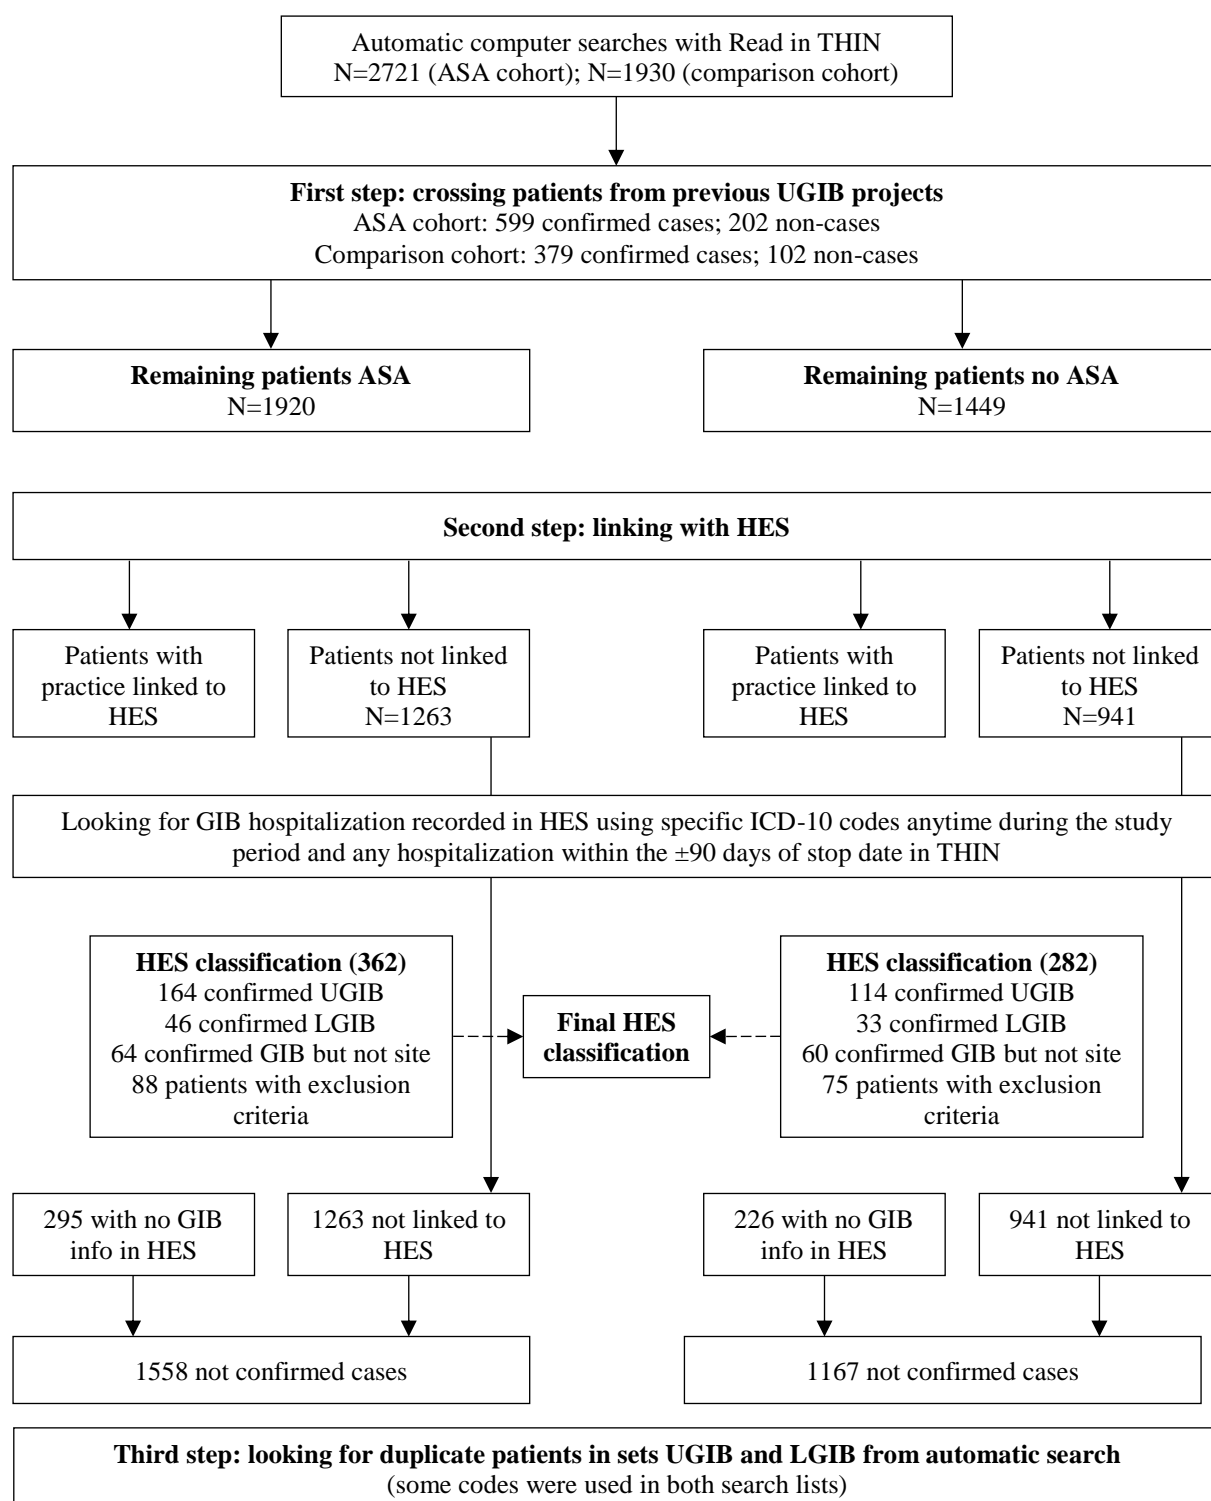 Automatic computer searches with Read in THIN
N=2721 (ASA cohort); N=1930 (comparison cohort)
First step: crossing patients from previous UGIB projects
ASA cohort: 599 confirmed cases; 202 non-cases
Comparison cohort: 379 confirmed cases; 102 non-cases
Remaining patients ASA
N=1920
Remaining patients no ASA
N=1449
Second step: linking with HES
Patients with
practice linked to
HES
Patients not linked
to HES
N=1263
Patients with
practice linked to
HES
Patients not linked
to HES
N=941
Looking for GIB hospitalization recorded in HES using specific ICD-10 codes anytime during the study
period and any hospitalization within the ±90 days of stop date in THIN
HES classification (362)
164 confirmed UGIB
46 confirmed LGIB
64 confirmed GIB but not site
88 patients with exclusion
criteria
Final HES
classification
HES classification (282)
114 confirmed UGIB
33 confirmed LGIB
60 confirmed GIB but not site
75 patients with exclusion
criteria
295 with no GIB
info in HES
1263 not linked to
HES
226 with no GIB
info in HES
941 not linked to
HES
1558 not confirmed cases
1167 not confirmed cases
Third step: looking for duplicate patients in sets UGIB and LGIB from automatic search
(some codes were used in both search lists)